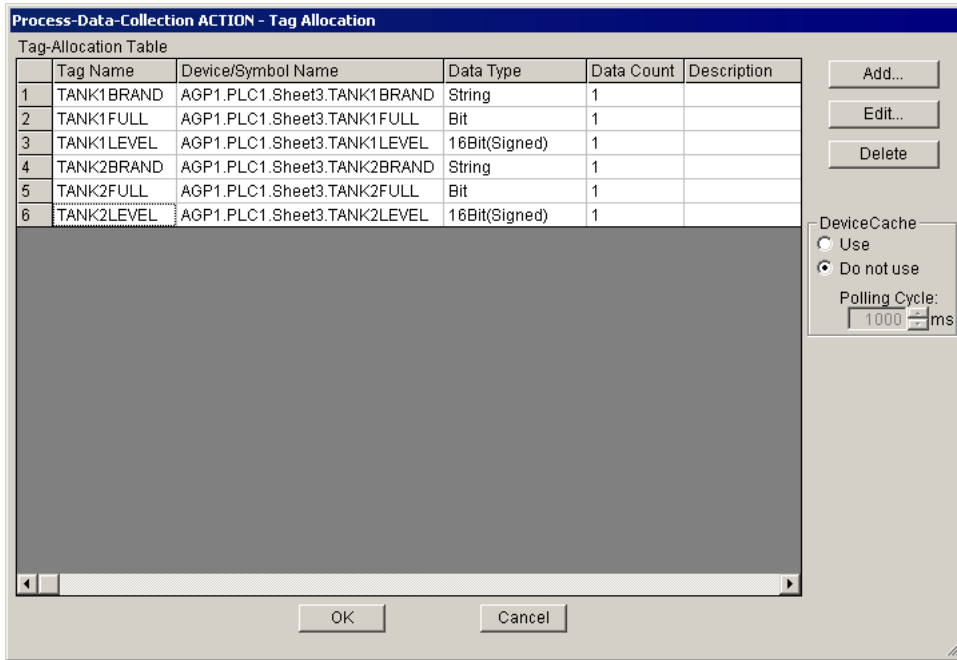 Process-Data-Collection ACTION - Tag Allocation
Tag-Allocation Table
Tag Name Device/Symbol Name Data Type Data Count Description
1 TANK1BRAND AGP1.PLC1.Sheet3.TANK1BRAND String 1
2 TANK1FULL AGP1.PLC1.Sheet3.TANK1FULL Bit 1
3 TANK1LEVEL AGP1.PLC1.Sheet3.TANK1LEVEL 16Bit(Signed) 1
4 TANK2BRAND AGP1.PLC1.Sheet3.TANK2BRAND String 1
5 TANK2FULL AGP1.PLC1.Sheet3.TANK2FULL Bit 1
6 TANK2LEVEL AGP1.PLC1.Sheet3.TANK2LEVEL 16Bit(Signed) 1
Add...
Edit...
Delete
DeviceCache
Use
Do not use
Polling Cycle:
1000 ms
OK Cancel